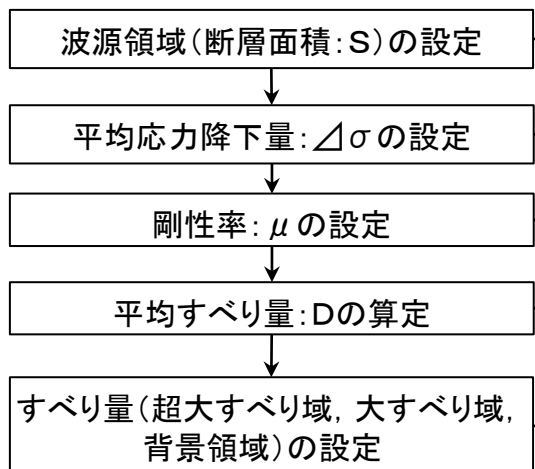 波源領域(断層面積:S)の設定
平均応力降下量:⊿σの設定
剛性率:μの設定
平均すべり量:Dの算定
すべり量(超大すべり域,大すべり域,
背景領域)の設定